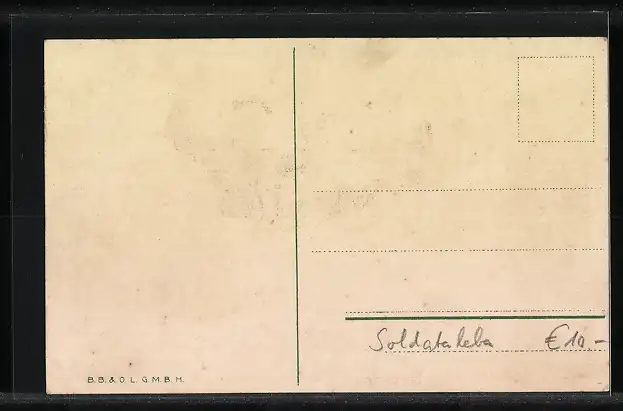 Soldatenleben €10.-
B.B.& O. L. G.M.B.H.